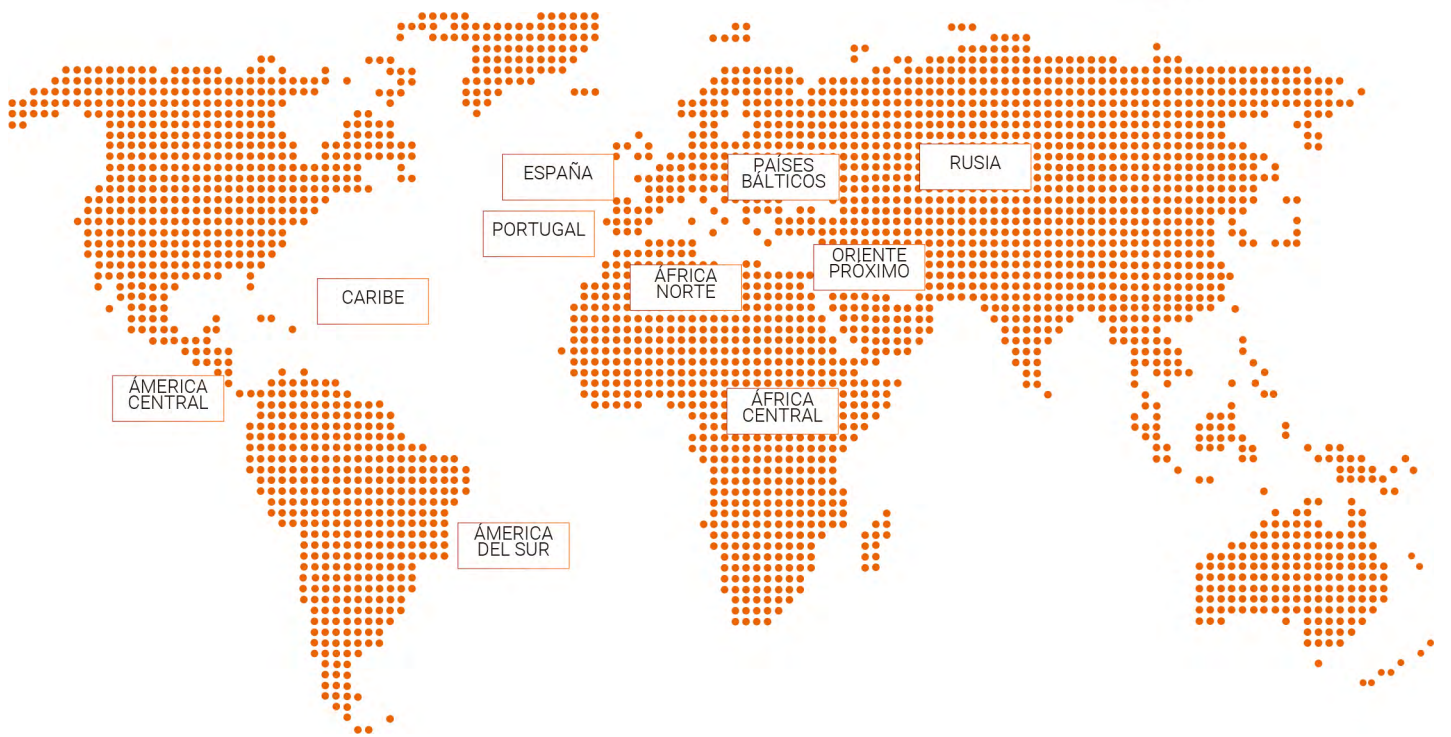 ESPAÑA
PAÍSES
BÁLTICOS
RUSIA
PORTUGAL
ORIENTE
PRÓXIMO
ÁFRICA
NORTE
CARIBE
ÁMERICA
CENTRAL
ÁFRICA
CENTRAL
ÁMERICA
DEL SUR